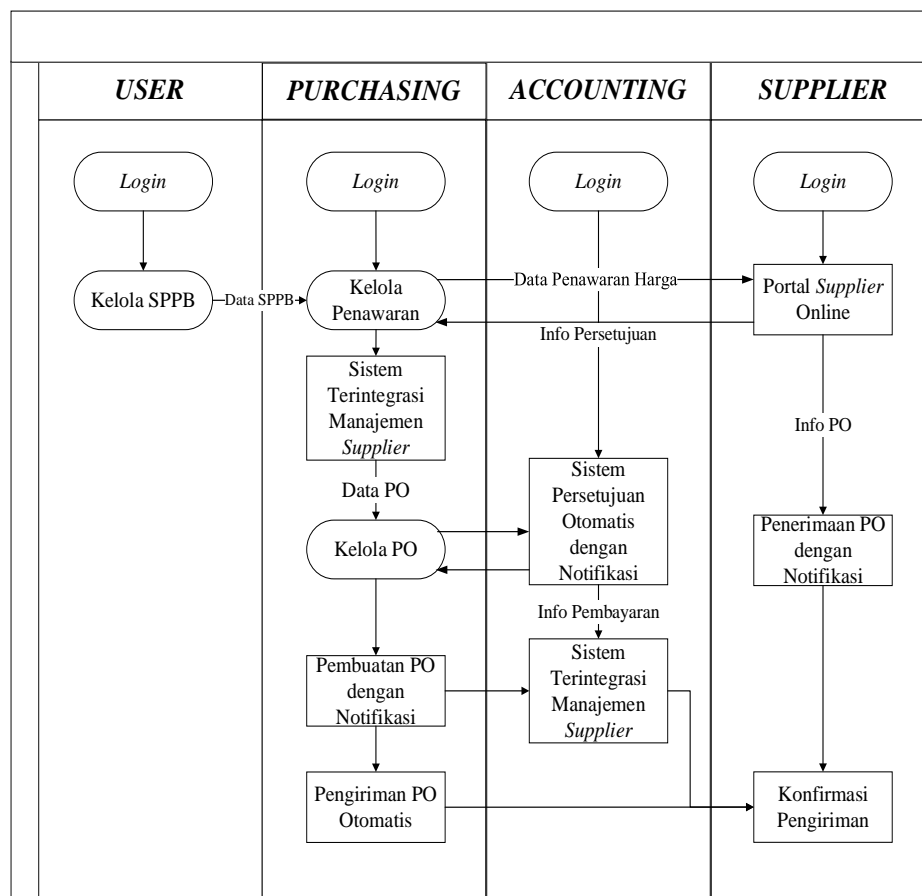 USER
PURCHASING
ACCOUNTING
SUPPLIER
Login
Login
Login
Login
Kelola SPPB
Data SPPB
Kelola
Penawaran
Data Penawaran Harga
Portal Supplier
Online
Info Persetujuan
Sistem
Terintegrasi
Manajemen
Supplier
Info PO
Data PO
Sistem
Persetujuan
Otomatis
dengan
Notifikasi
Kelola PO
Penerimaan PO
dengan
Notifikasi
Info Pembayaran
Pembuatan PO
dengan
Notifikasi
Sistem
Terintegrasi
Manajemen
Supplier
Pengiriman PO
Otomatis
Konfirmasi
Pengiriman